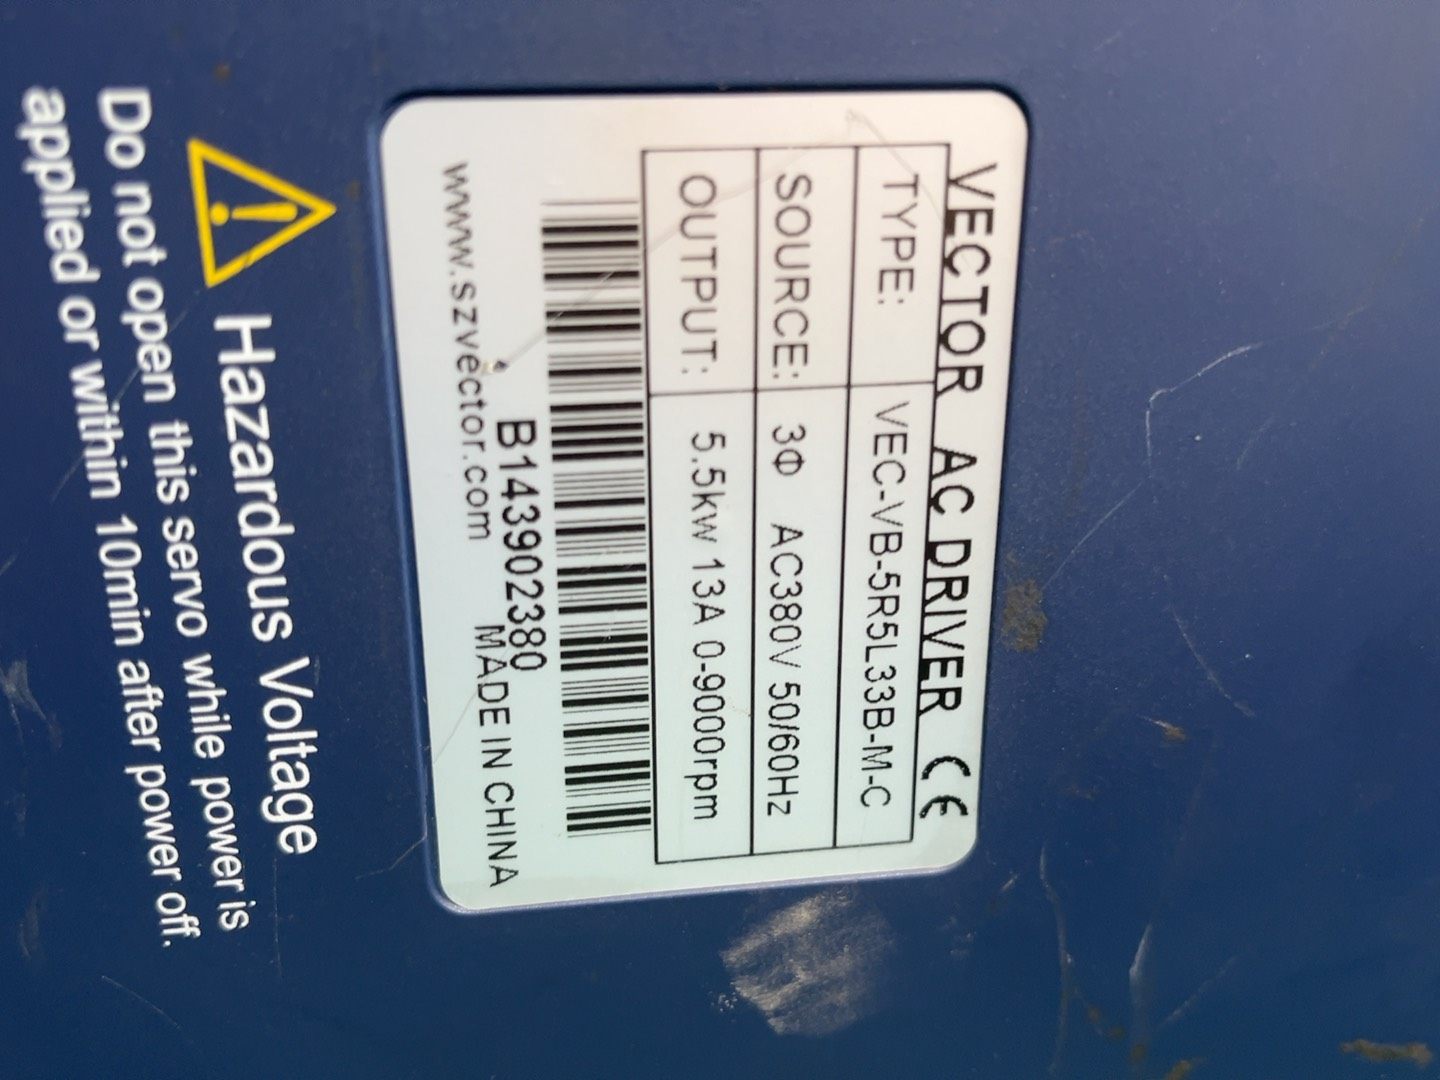 VECTOR AC DRIVER CE
TYPE: VEC-VB-5R5L33B-M-C
SOURCE: 3Φ AC380V 50/60Hz
OUTPUT: 5.5kw 13A 0-9000rpm
B143902380
www.szvector.com MADE IN CHINA
Hazardous Voltage
Do not open this servo while power is
applied or within 10min after power off.